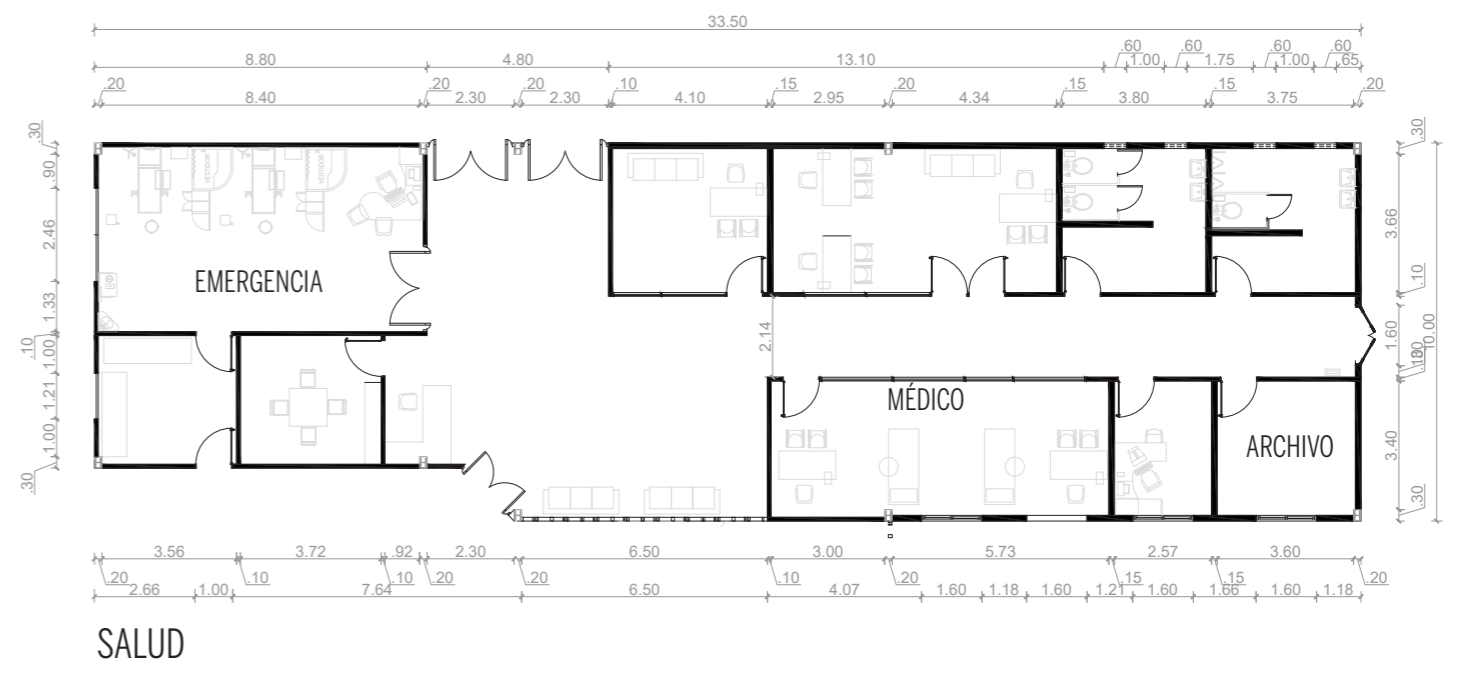 33.50
8.80 4.80 13.10 .60 1.00 .60 1.75 .60 1.00 .60 .65
.20 8.40 .20 2.30 .20 2.30 .10 4.10 .15 2.95 .20 4.34 .15 3.80 .15 3.75 .20
.30 .30
.90
VESTIDOR VESTIDOR
2.46 3.66
EMERGENCIA
.10
1.33
2.14 1.60 10.00
.10 1.00
1.21 MÉDICO
1.00 ARCHIVO 3.40
.30 .30
3.56 3.72 .92 2.30 6.50 3.00 5.73 2.57 3.60
.20 .10 .10 .20 .20 .10 .20 .15 .15 .20
2.66 1.00 7.64 6.50 4.07 1.60 1.18 1.60 1.21 1.60 1.66 1.60 1.18
SALUD